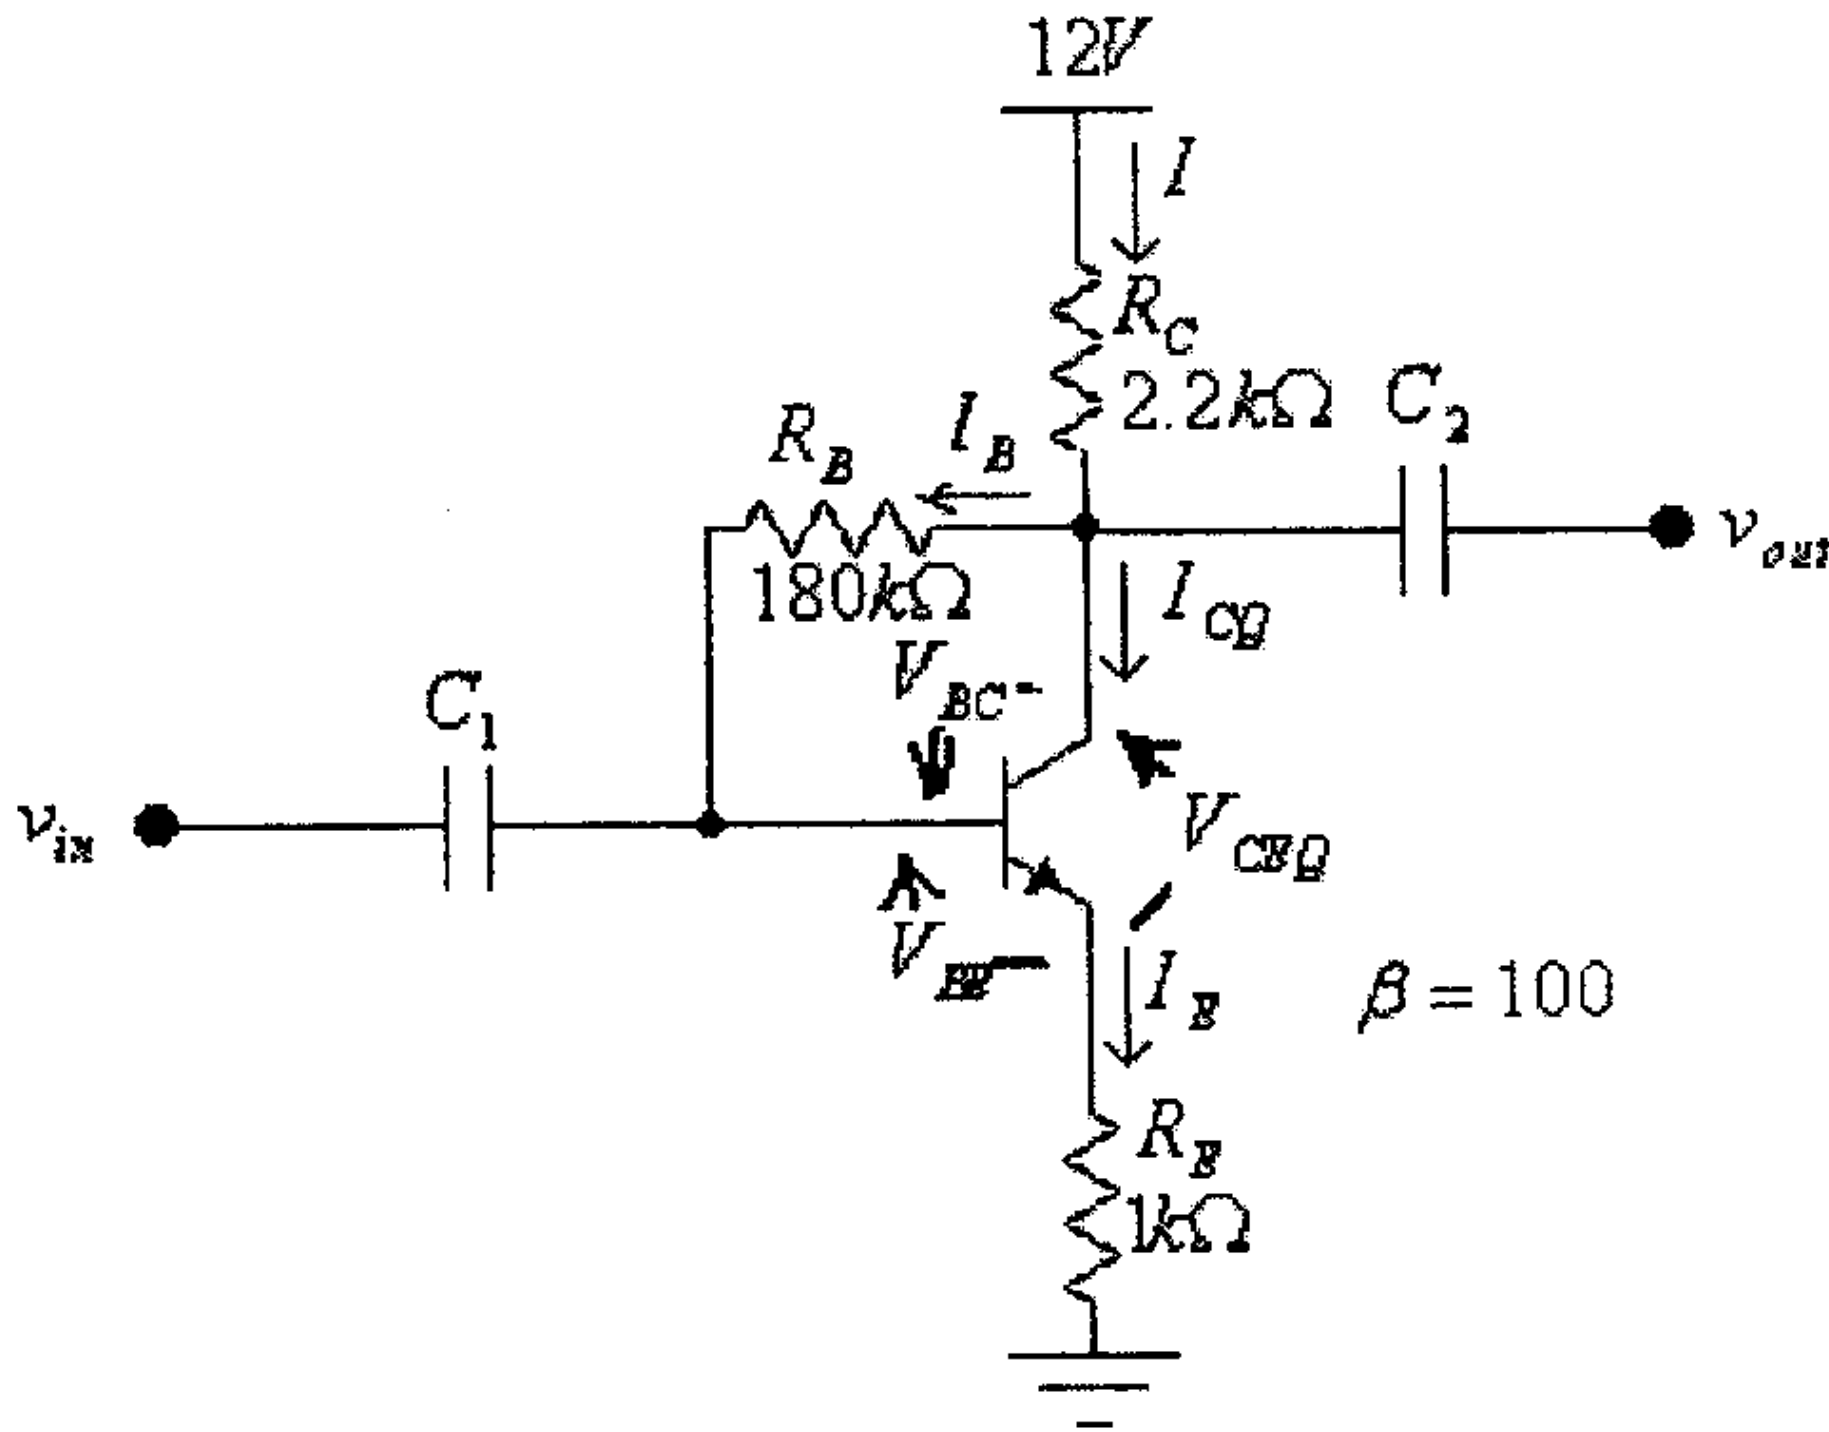 12V
I
R_C
2.2kΩ
C_2
R_B
I_B
180kΩ
v_out
I_CQ
V_BC-
C_1
v_in
V_CEQ
V_BE-
I_E
β = 100
R_E
1kΩ